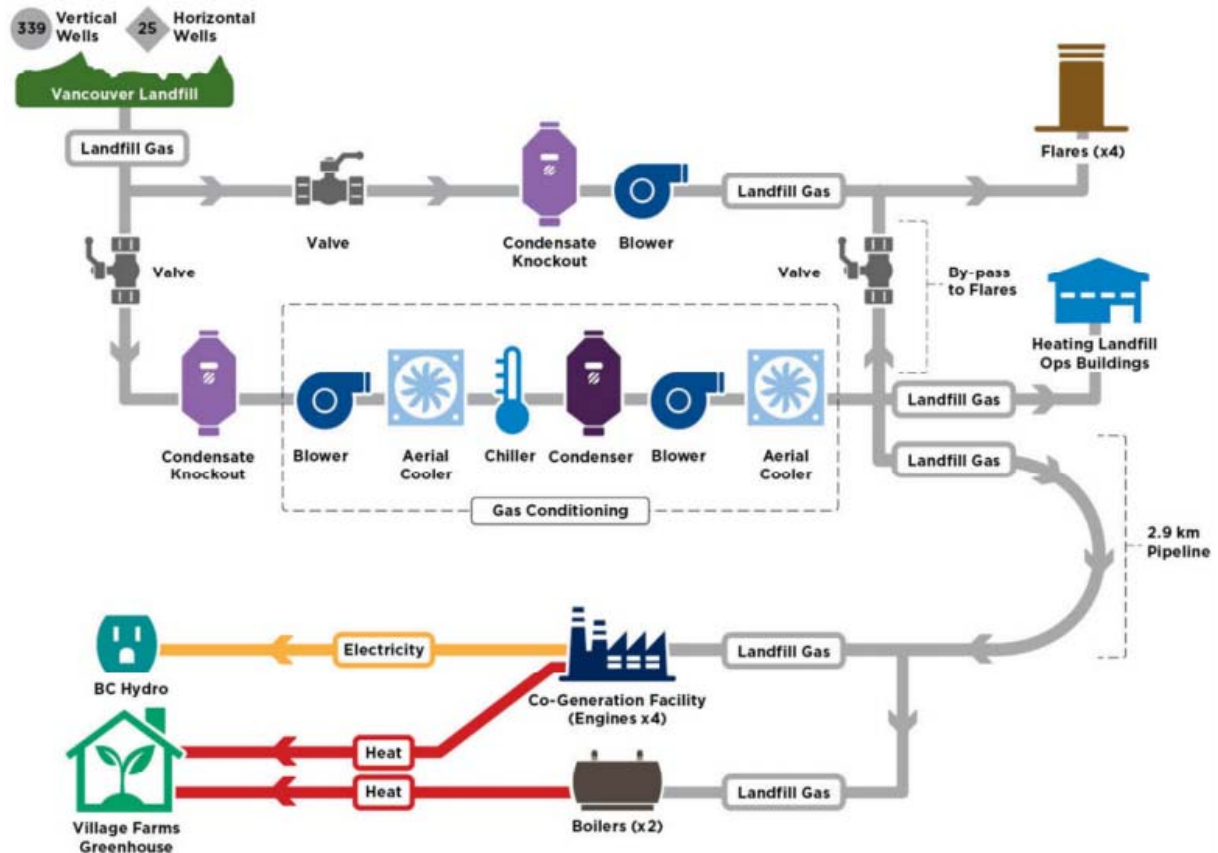 339
Vertical
Wells
25
Horizontal
Wells
Vancouver Landfill
Landfill Gas
Flares (x4)
Landfill Gas
Valve
Condensate
Knockout
Blower
Valve
Valve
By-pass
to Flares
Heating Landfill
Ops Buildings
Landfill Gas
Condensate
Knockout
Blower
Aerial
Cooler
Chiller
Condenser
Blower
Aerial
Cooler
Landfill Gas
Gas Conditioning
2.9 km
Pipeline
Electricity
Landfill Gas
BC Hydro
Co-Generation Facility
(Engines x4)
Heat
Heat
Landfill Gas
Boilers (x2)
Village Farms
Greenhouse